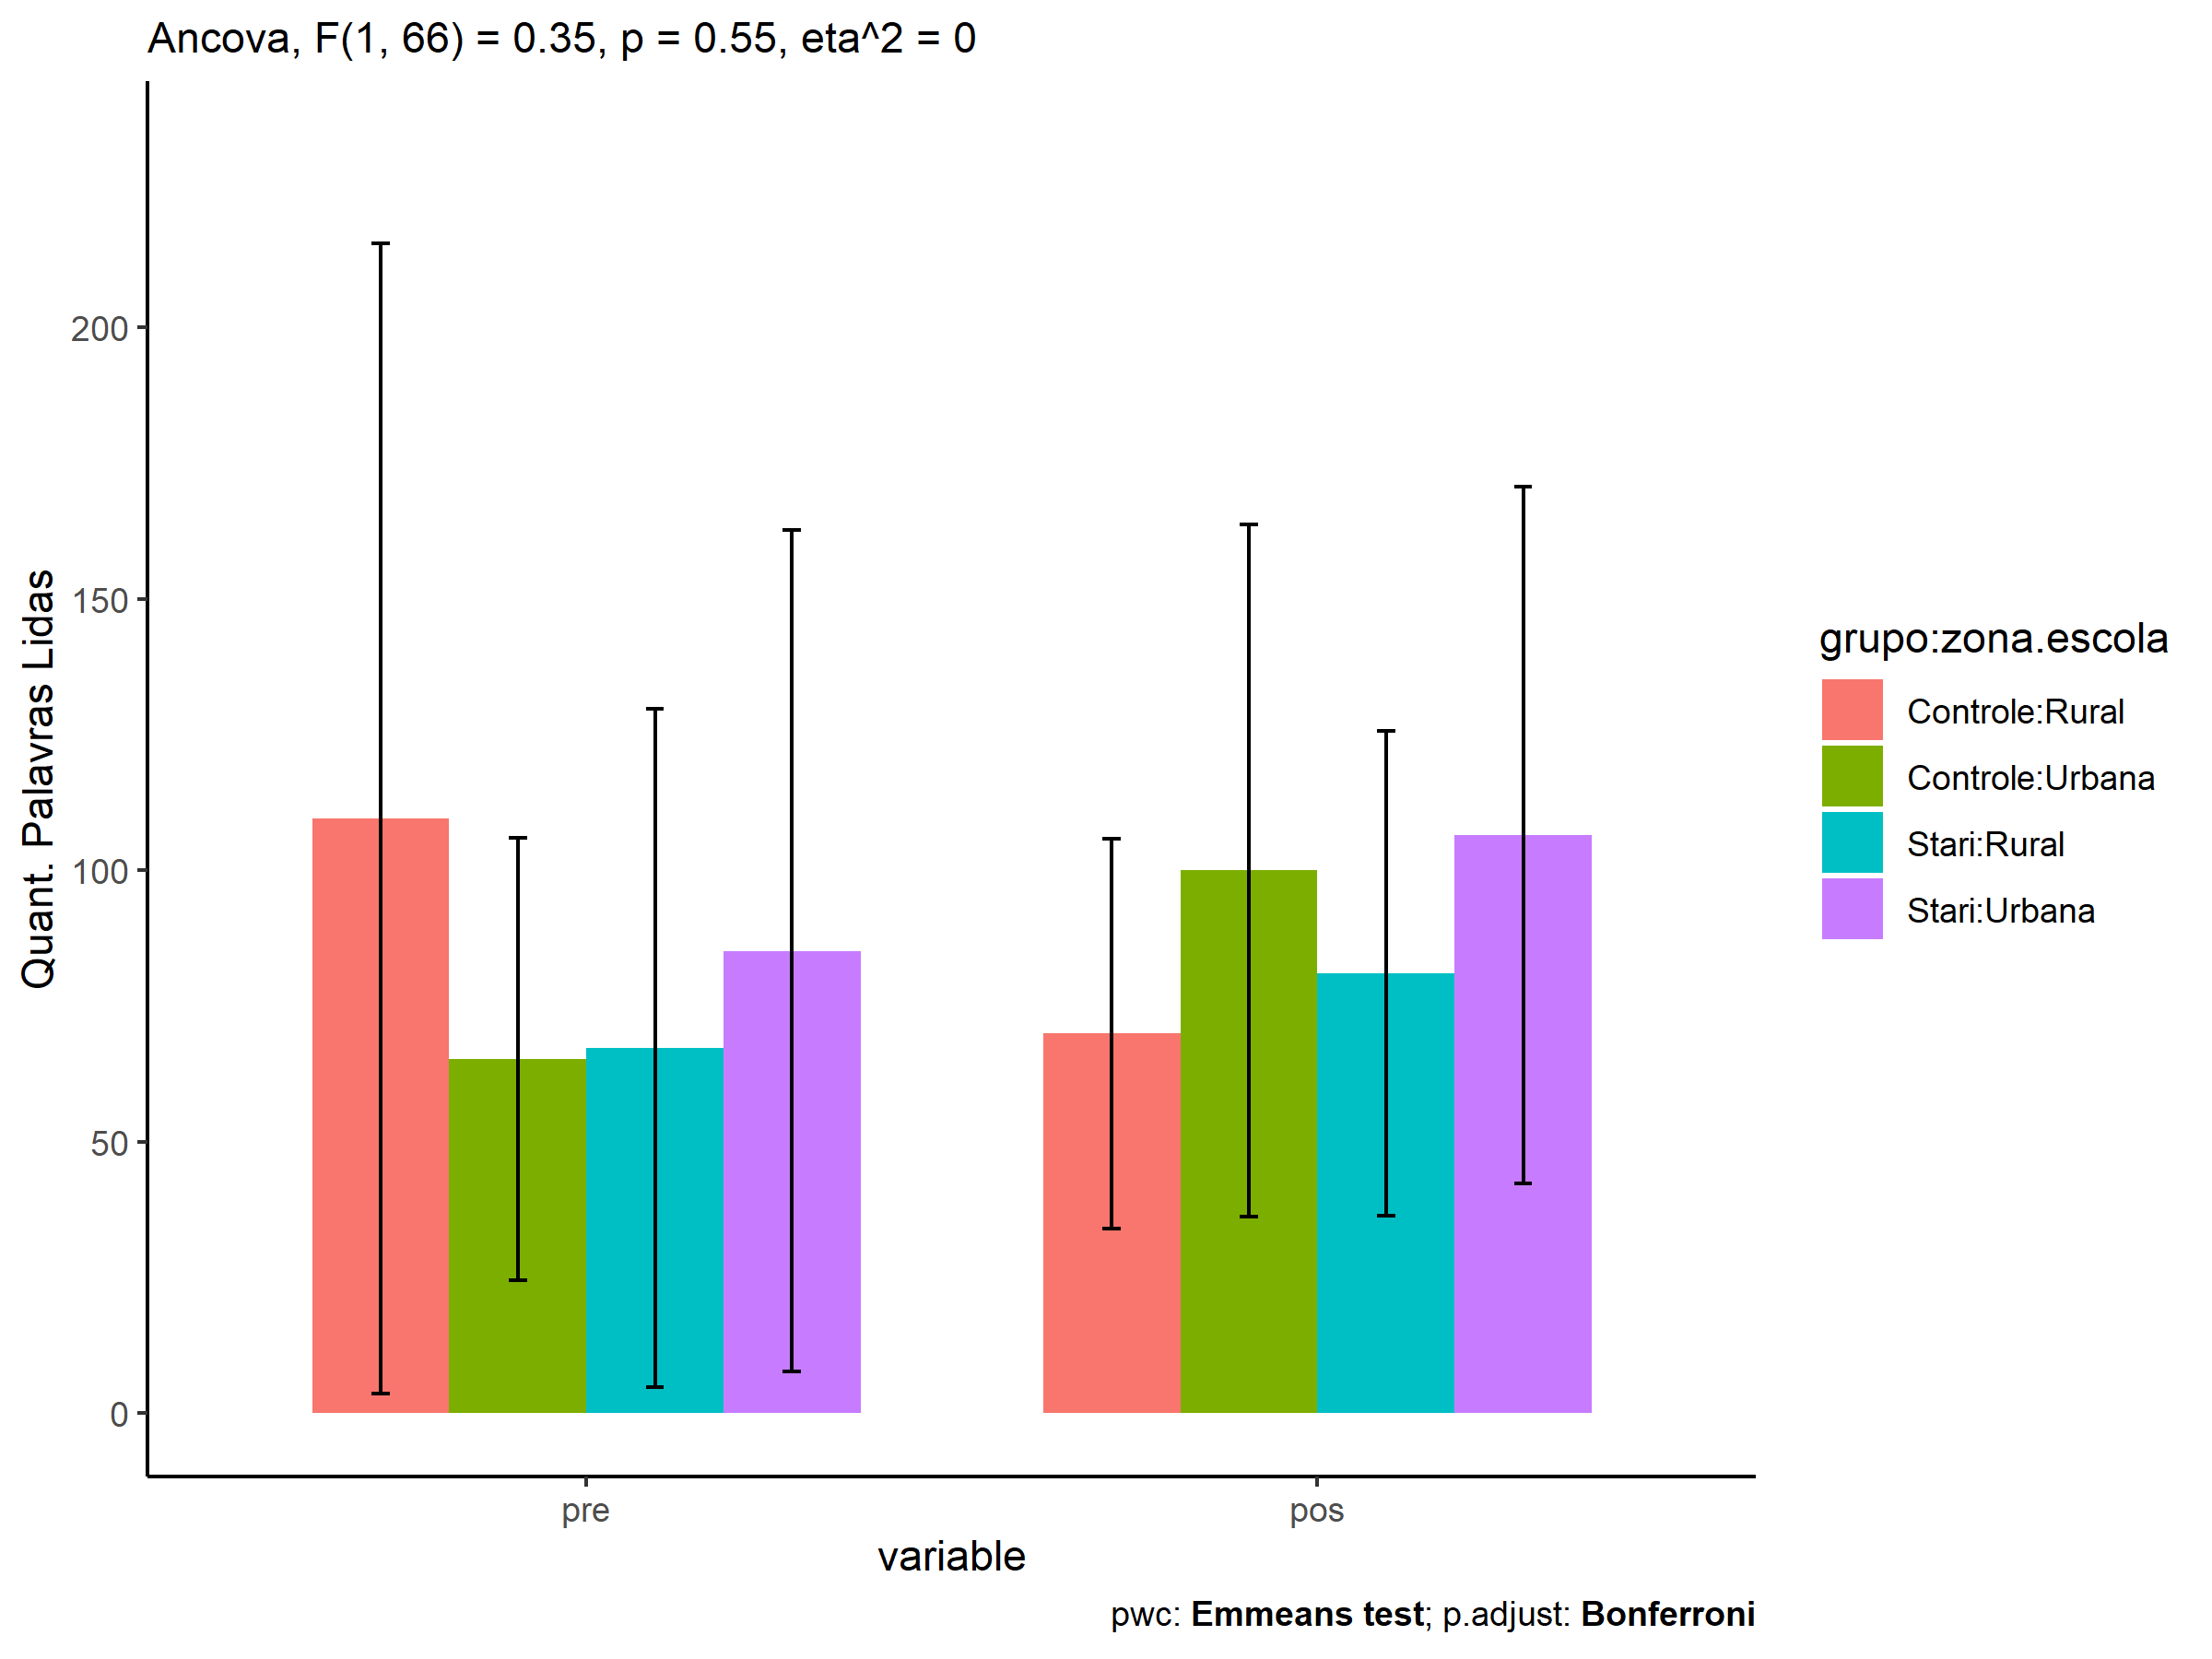 Ancova, F(1, 66) = 0.35, p = 0.55, eta^2 = 0
Quant. Palavras Lidas
200
150
100
50
0
pre
pos
variable
grupo:zona.escola
Controle:Rural
Controle:Urbana
Stari:Rural
Stari:Urbana
pwc: Emmeans test; p.adjust: Bonferroni